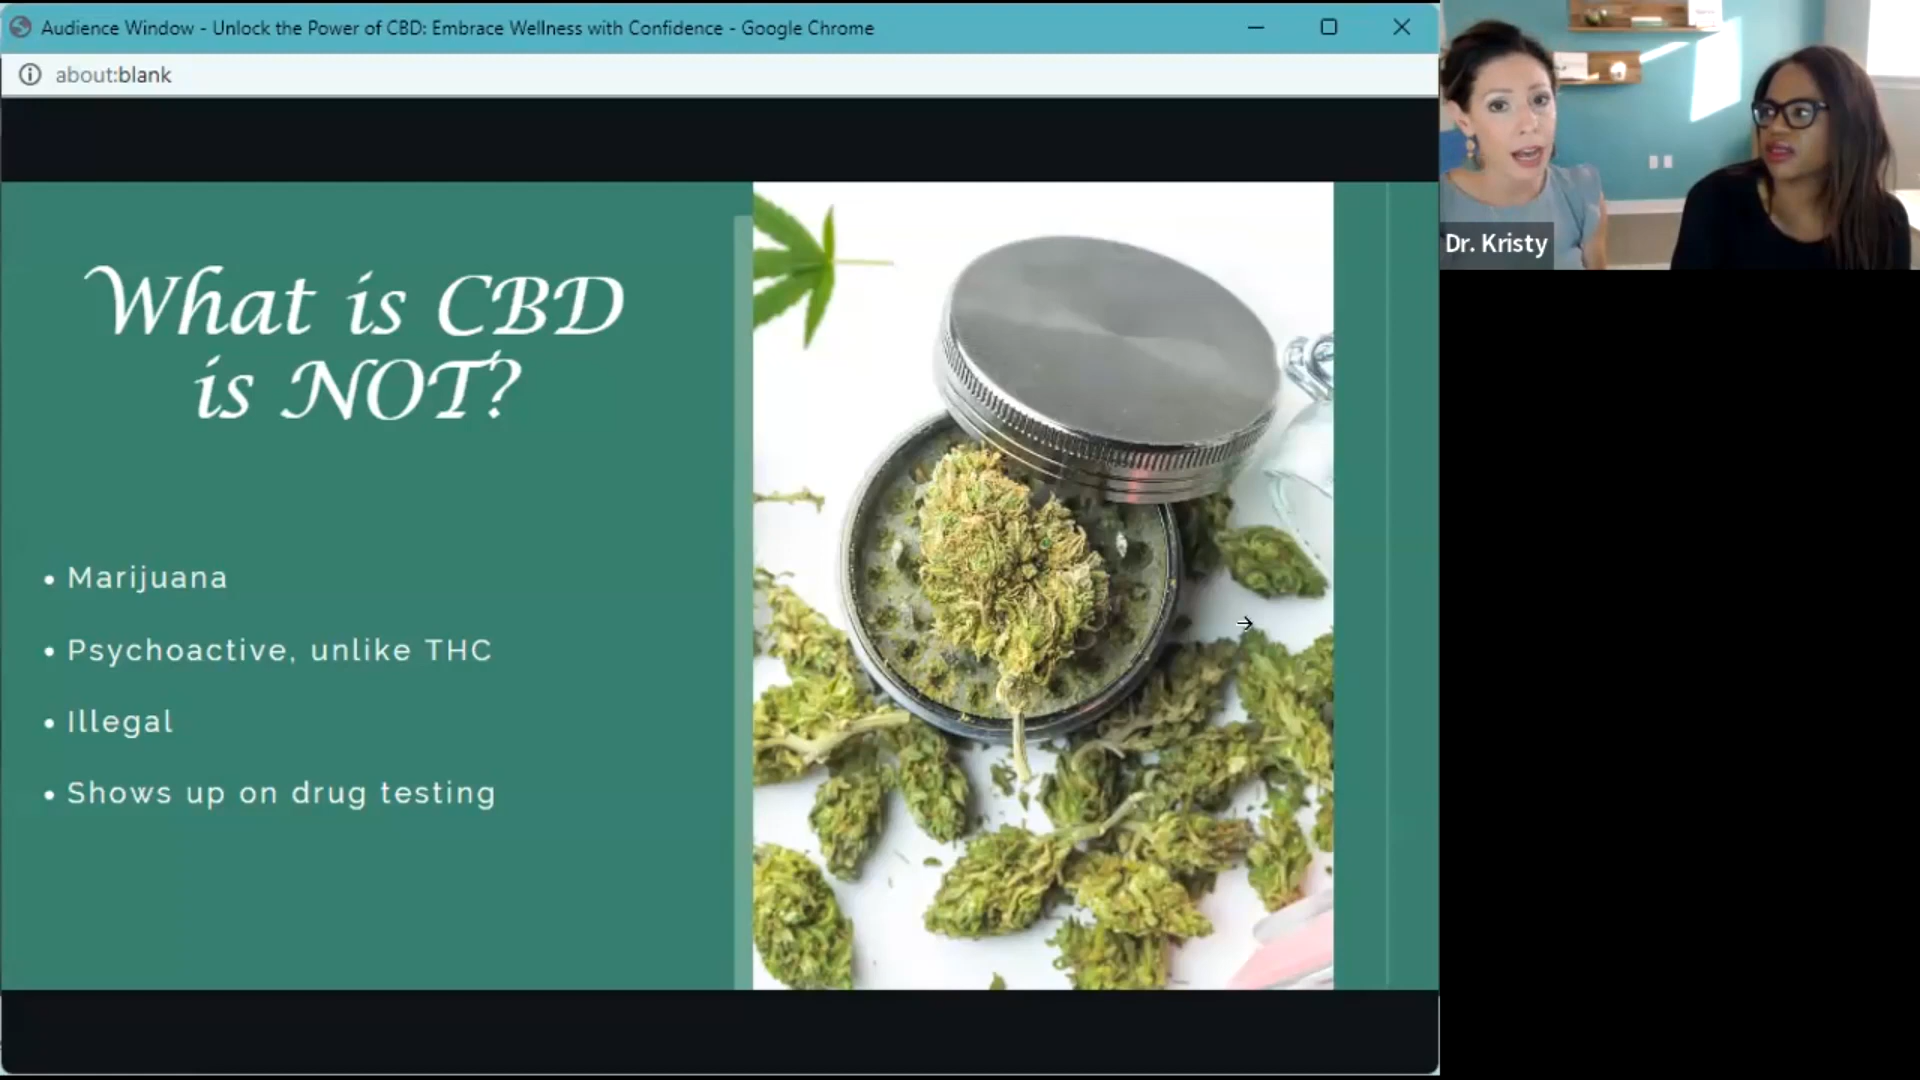 Audience Window - Unlock the Power of CBD: Embrace Wellness with Confidence - Google Chrome
about:blank
Dr. Kristy
What is CBD
is NOT?
• Marijuana
• Psychoactive, unlike THC
• Illegal
• Shows up on drug testing